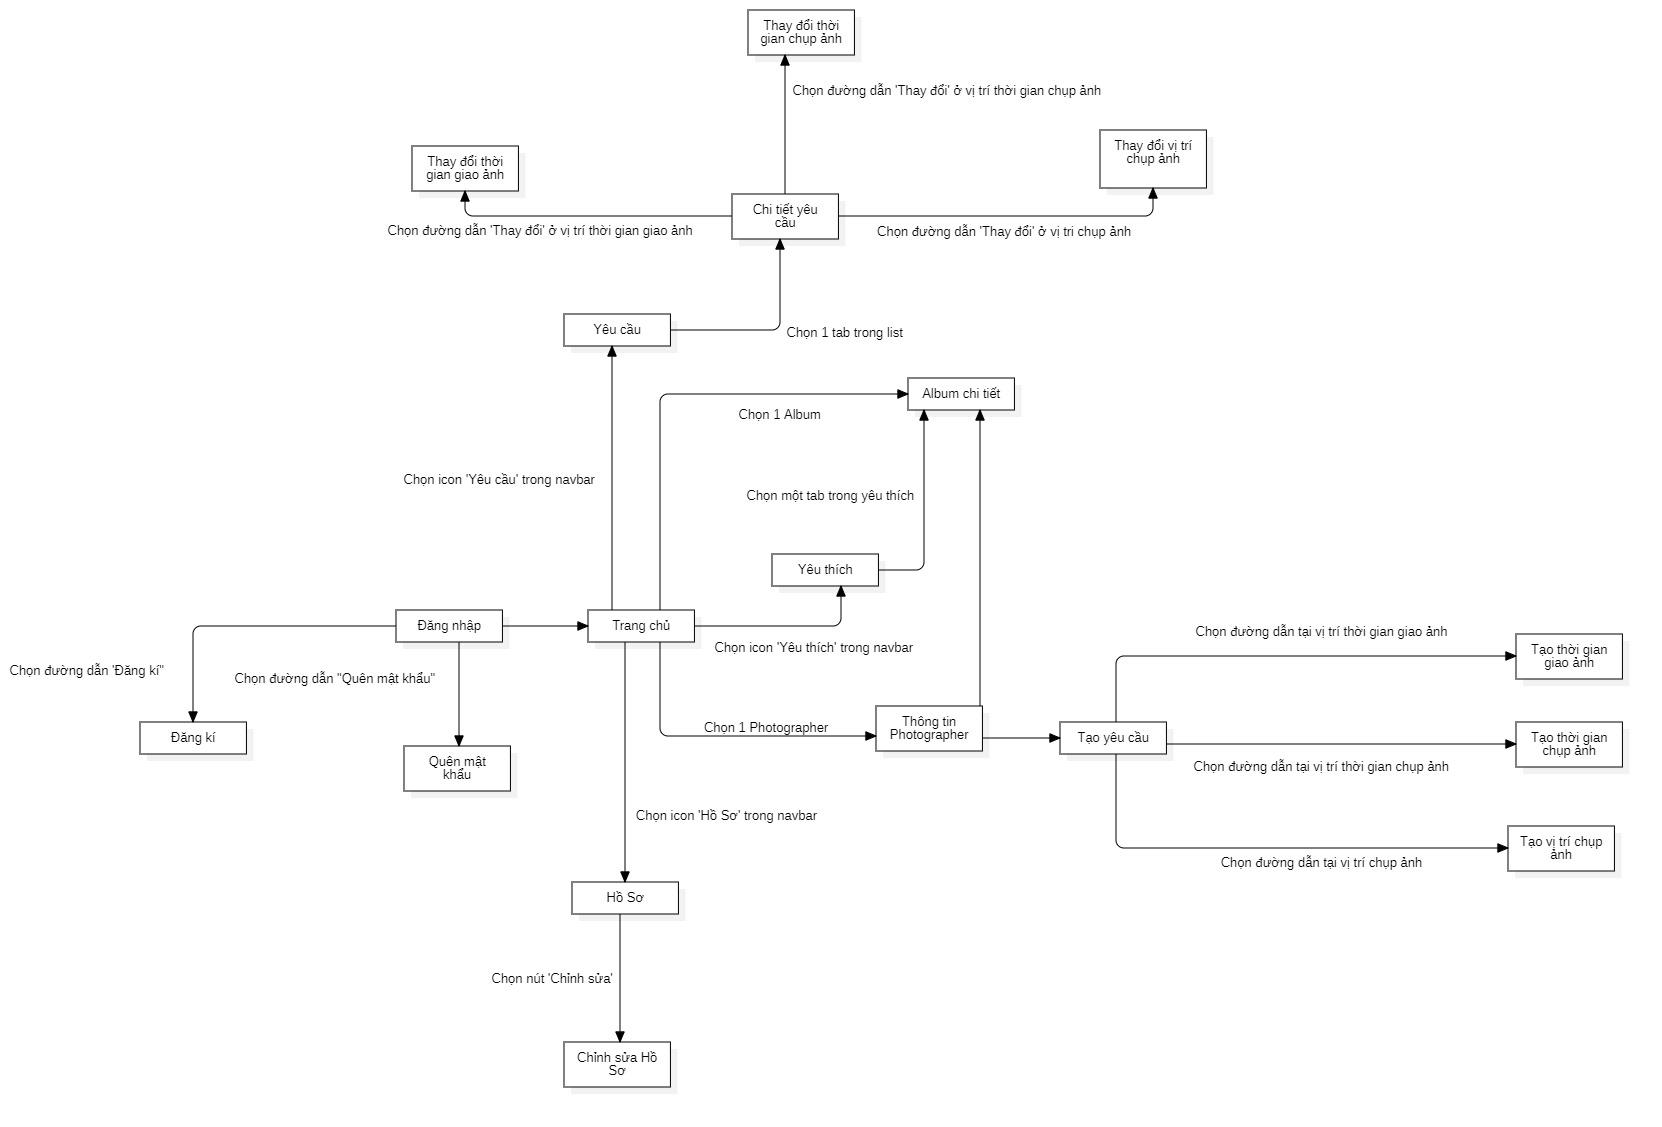 Thay đổi thời
gian chụp ảnh
Chọn đường dẫn 'Thay đổi' ở vị trí thời gian chụp ảnh
Thay đổi thời
gian giao ảnh
Thay đổi vị trí
chụp ảnh
Chi tiết yêu
cầu
Chọn đường dẫn 'Thay đổi' ở vị trí thời gian giao ảnh
Chọn đường dẫn 'Thay đổi' ở vị tri chụp ảnh
Yêu cầu
Chọn 1 tab trong list
Album chi tiết
Chọn 1 Album
Chọn icon 'Yêu cầu' trong navbar
Chọn một tab trong yêu thích
Yêu thích
Đăng nhập
Trang chủ
Chọn icon 'Yêu thích' trong navbar
Chọn đường dẫn tại vị trí thời gian giao ảnh
Tạo thời gian
giao ảnh
Chọn đường dẫn 'Đăng kí"
Chọn đường dẫn "Quên mật khẩu"
Đăng kí
Quên mật
khẩu
Chọn 1 Photographer
Thông tin
Photographer
Tạo yêu cầu
Tạo thời gian
chụp ảnh
Chọn đường dẫn tại vị trí thời gian chụp ảnh
Chọn icon 'Hồ Sơ' trong navbar
Tạo vị trí chụp
ảnh
Chọn đường dẫn tại vị trí chụp ảnh
Hồ Sơ
Chọn nút 'Chỉnh sửa'
Chỉnh sửa Hồ
Sơ